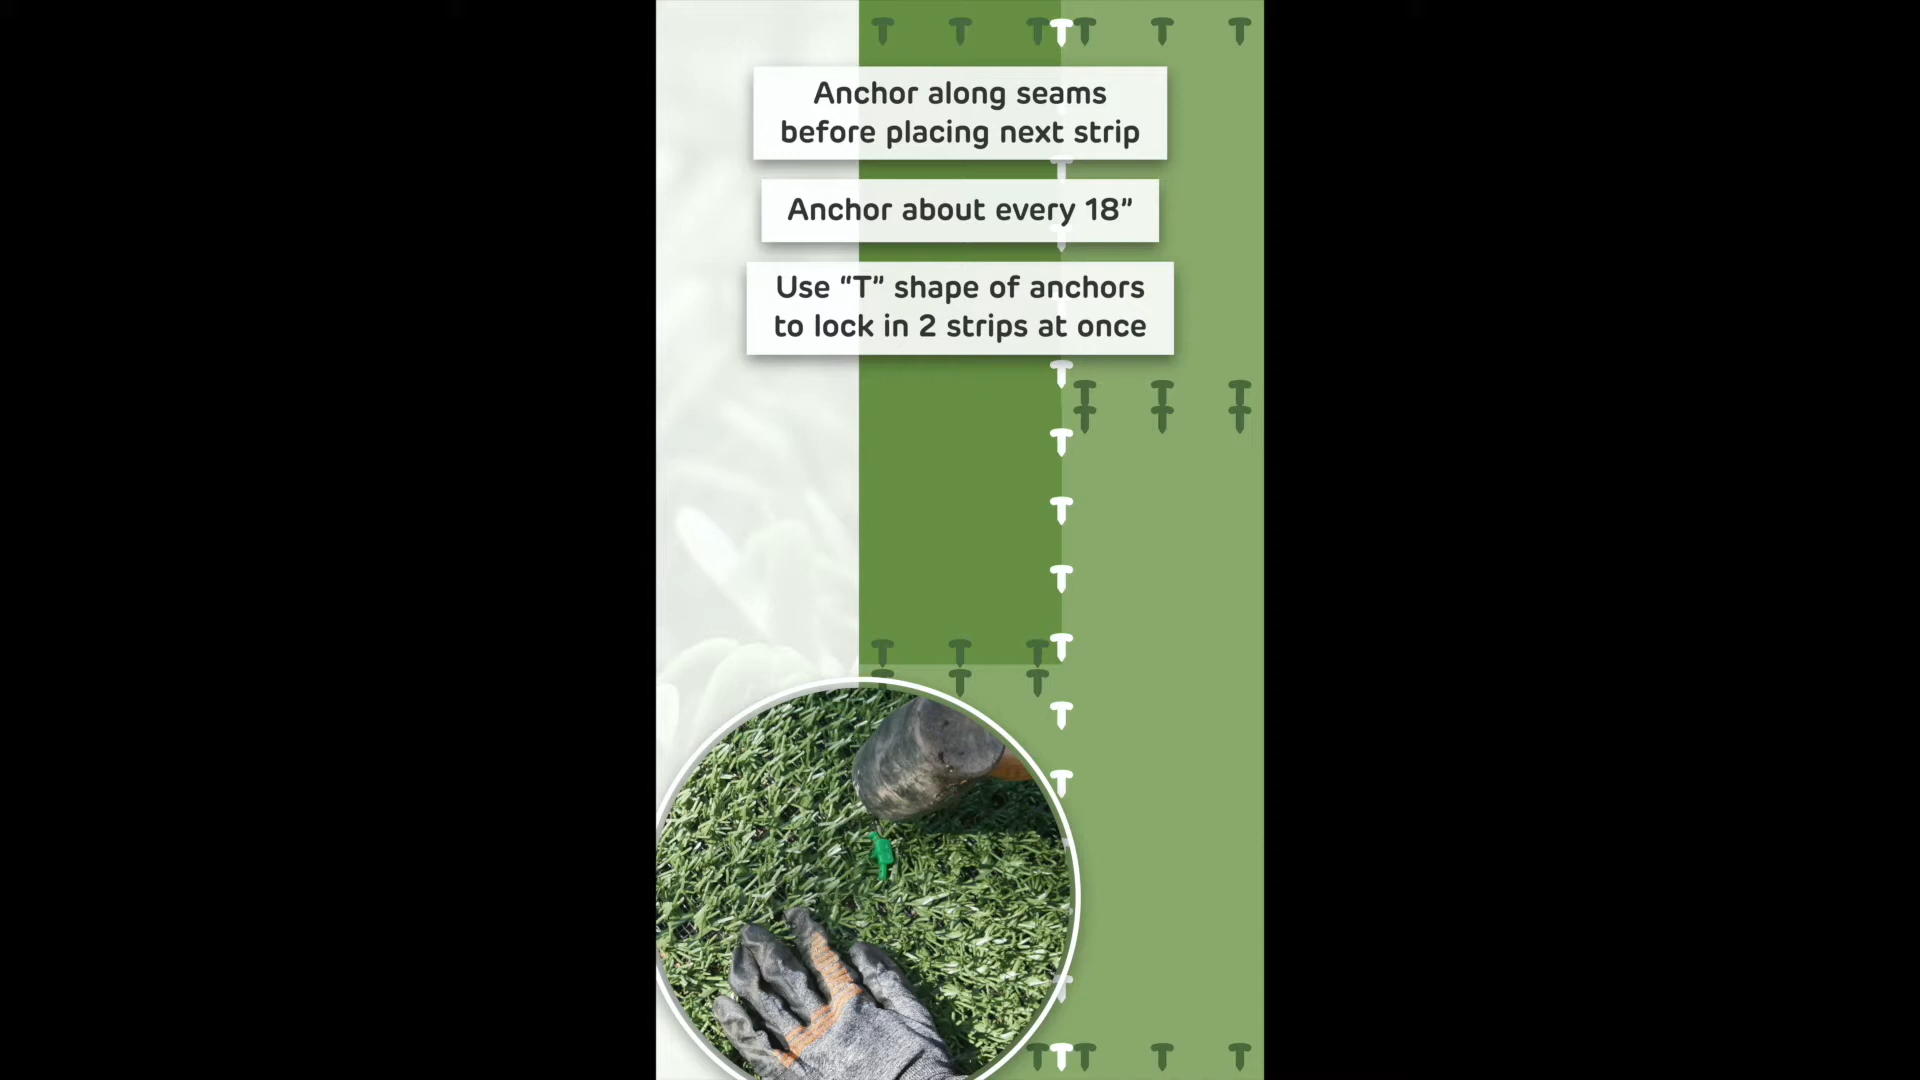 Anchor along seams
before placing next strip
Anchor about every 18”
Use “T” shape of anchors
to lock in 2 strips at once